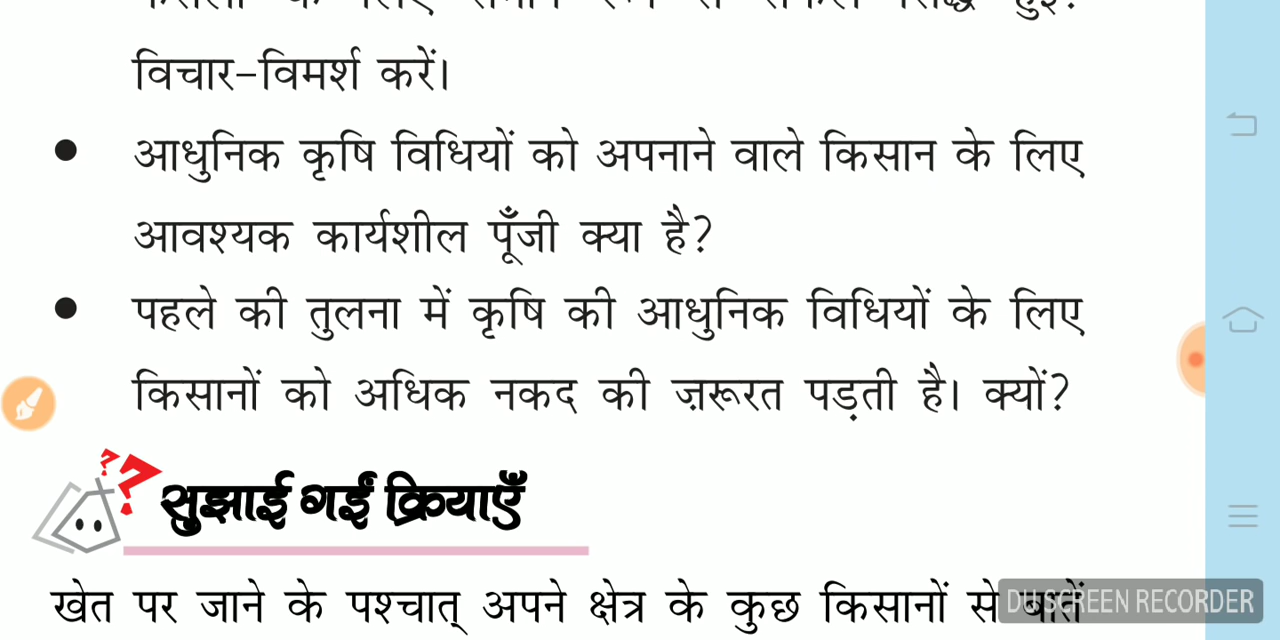 विचार-विमर्श करें।
• आधुनिक कृषि विधियों को अपनाने वाले किसान के लिए
आवश्यक कार्यशील पूँजी क्या है?
• पहले की तुलना में कृषि की आधुनिक विधियों के लिए
किसानों को अधिक नकद की ज़रूरत पड़ती है। क्यों?
??
सुझाई गईं क्रियाएँ
खेत पर जाने के पश्चात् अपने क्षेत्र के कुछ किसानों से बातें
DU SCREEN RECORDER